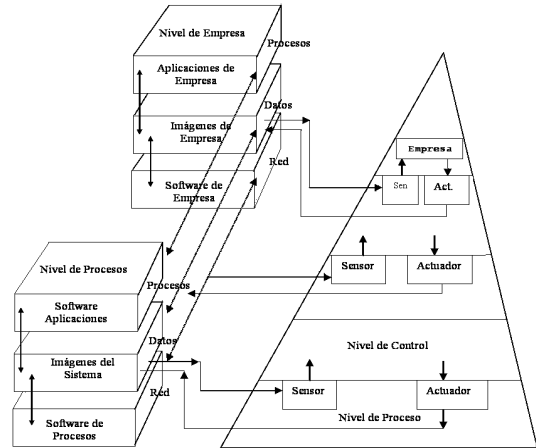 Nivel de Empresa
Procesos
Aplicaciones de
Empresa
Datos
Imágenes de
Empresa
Red
Software de
Empresa
Empresa
Sen
Act.
Nivel de Procesos
Procesos
Software
Aplicaciones
Datos
Imágenes del
Sistema
Red
Software de
Procesos
Sensor
Actuador
Nivel de Control
Sensor
Actuador
Nivel de Proceso